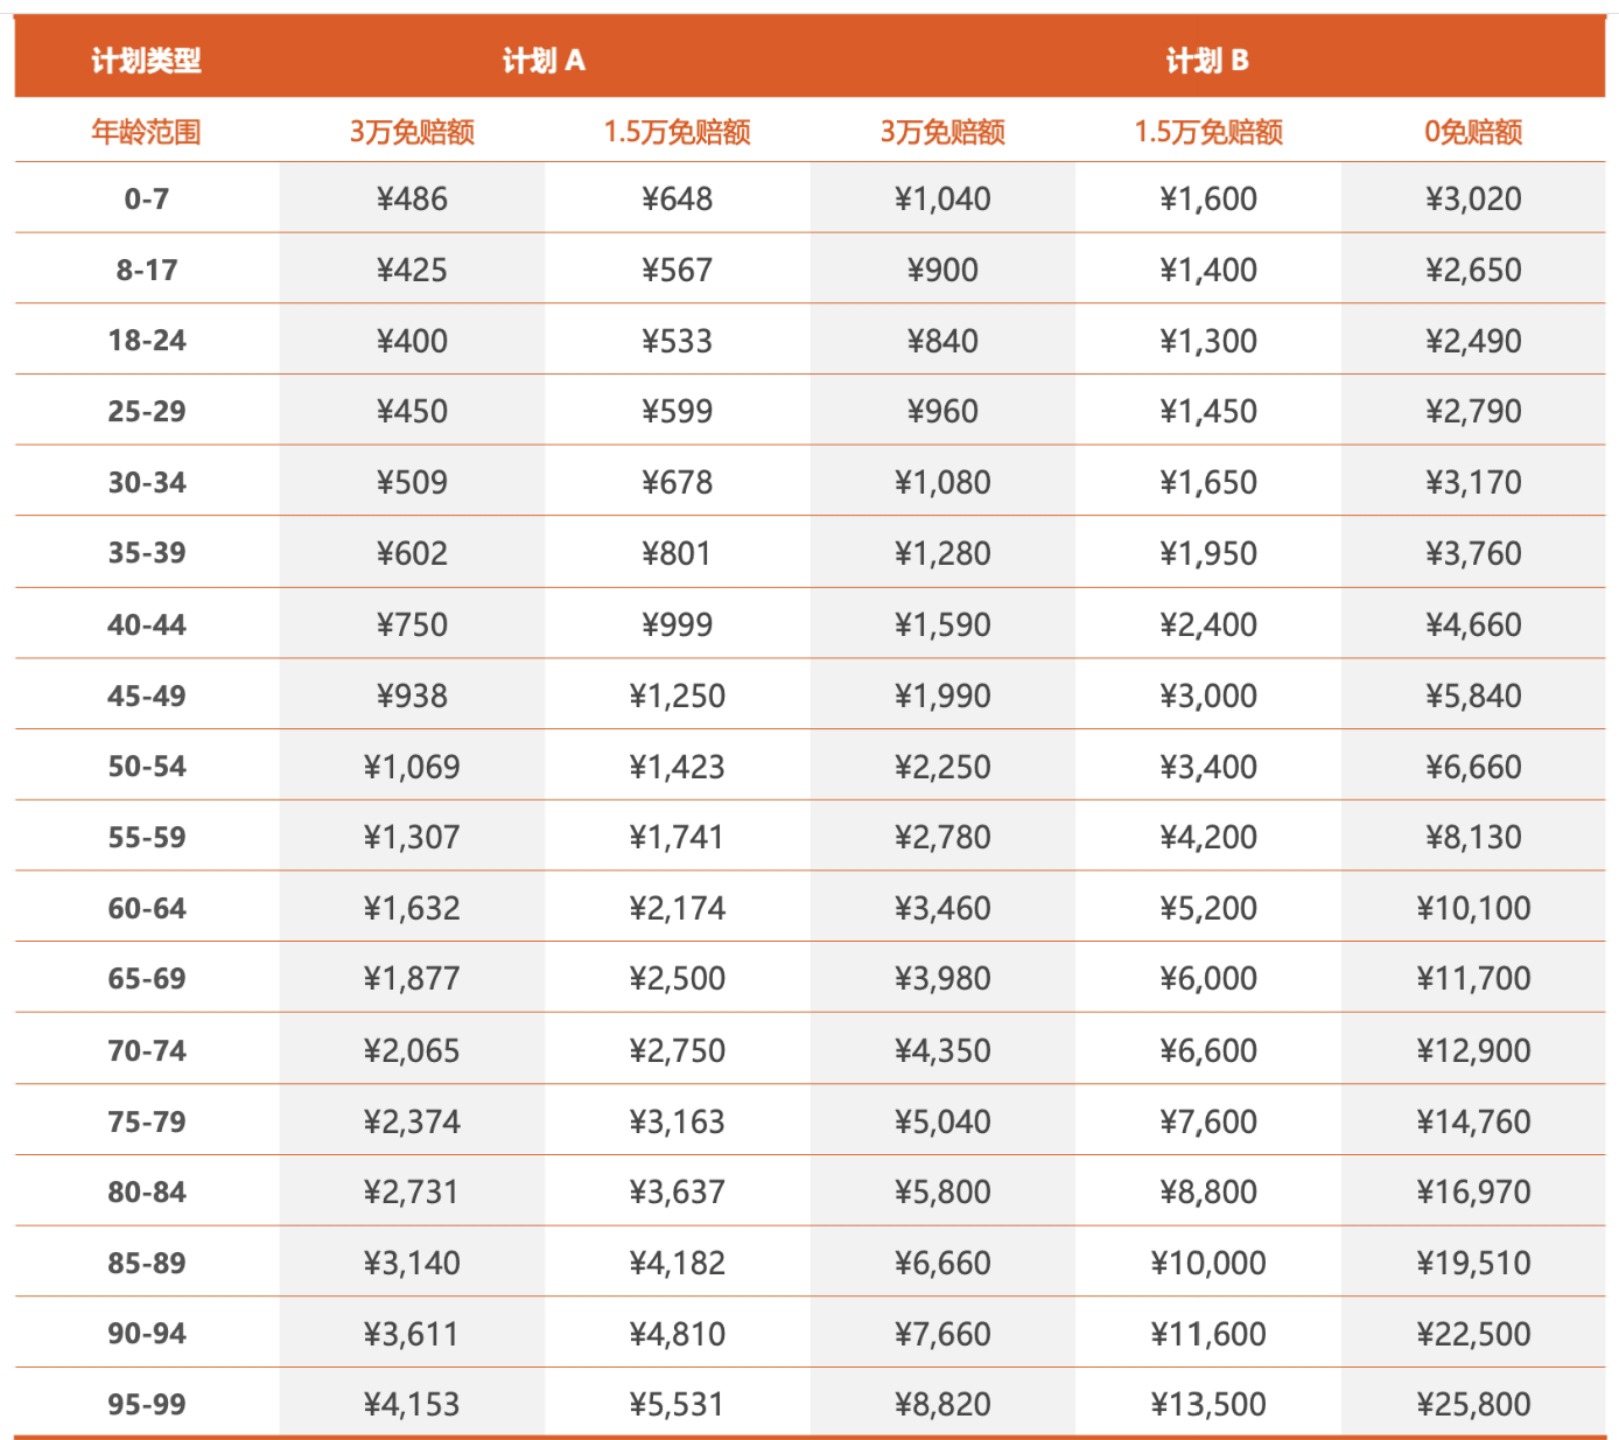 计划类型 计划 A 计划 B
年龄范围 3万免赔额 1.5万免赔额 3万免赔额 1.5万免赔额 0免赔额
0-7 ¥486 ¥648 ¥1,040 ¥1,600 ¥3,020
8-17 ¥425 ¥567 ¥900 ¥1,400 ¥2,650
18-24 ¥400 ¥533 ¥840 ¥1,300 ¥2,490
25-29 ¥450 ¥599 ¥960 ¥1,450 ¥2,790
30-34 ¥509 ¥678 ¥1,080 ¥1,650 ¥3,170
35-39 ¥602 ¥801 ¥1,280 ¥1,950 ¥3,760
40-44 ¥750 ¥999 ¥1,590 ¥2,400 ¥4,660
45-49 ¥938 ¥1,250 ¥1,990 ¥3,000 ¥5,840
50-54 ¥1,069 ¥1,423 ¥2,250 ¥3,400 ¥6,660
55-59 ¥1,307 ¥1,741 ¥2,780 ¥4,200 ¥8,130
60-64 ¥1,632 ¥2,174 ¥3,460 ¥5,200 ¥10,100
65-69 ¥1,877 ¥2,500 ¥3,980 ¥6,000 ¥11,700
70-74 ¥2,065 ¥2,750 ¥4,350 ¥6,600 ¥12,900
75-79 ¥2,374 ¥3,163 ¥5,040 ¥7,600 ¥14,760
80-84 ¥2,731 ¥3,637 ¥5,800 ¥8,800 ¥16,970
85-89 ¥3,140 ¥4,182 ¥6,660 ¥10,000 ¥19,510
90-94 ¥3,611 ¥4,810 ¥7,660 ¥11,600 ¥22,500
95-99 ¥4,153 ¥5,531 ¥8,820 ¥13,500 ¥25,800